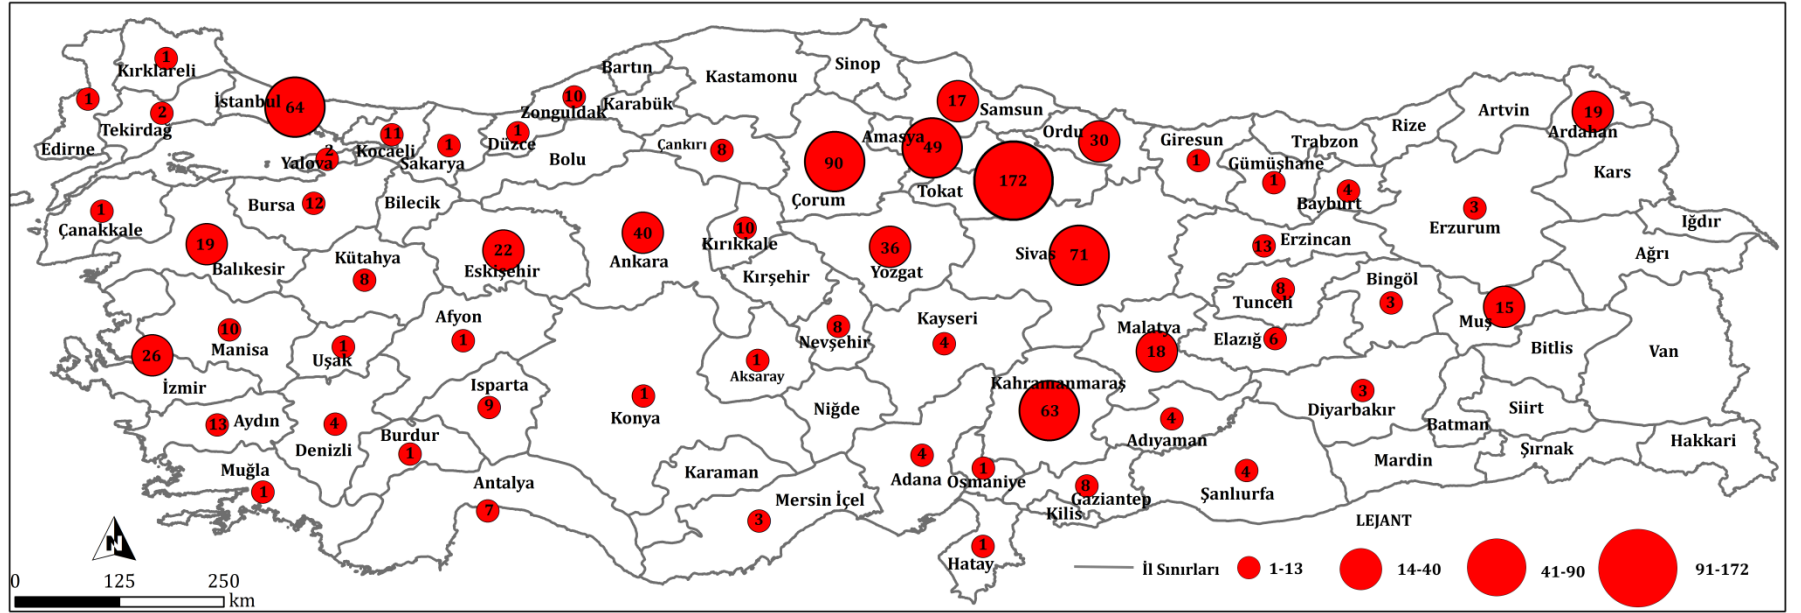 1
Kırklareli
1
2
Tekirdağ
Edirne
İstanbul
64
11
Kocaeli
2
Yalova
1
Sakarya
1
Düzce
10
Zonguldak
Bartın
Karabük
Bolu
Kastamonu
Sinop
Çankırı
8
90
Çorum
17
Samsun
Amasya
49
Tokat
172
Ordu
30
Giresun
1
Gümüşhane
1
Trabzon
Rize
Artvin
19
Ardahan
Kars
Bayburt
4
3
Erzurum
Iğdır
Ağrı
1
Çanakkale
Bursa
12
Bilecik
19
Balıkesir
Kütahya
8
22
Eskişehir
40
Ankara
10
Kırıkkale
Kırşehir
36
Yozgat
Sivas
71
13
Erzincan
8
Tunceli
Bingöl
3
15
Muş
Bitlis
Van
10
Manisa
26
İzmir
1
Uşak
Afyon
1
Isparta
9
1
Konya
1
Aksaray
8
Nevşehir
Kayseri
4
Niğde
Malatya
18
Elazığ
6
Kahramanmaraş
63
4
Adıyaman
3
Diyarbakır
Batman
Siirt
Şırnak
Hakkari
Mardin
13
Aydın
4
Denizli
Burdur
1
Muğla
1
Antalya
7
Karaman
Mersin İçel
3
4
Adana
1
Osmaniye
8
Gaziantep
Kilis
4
Şanlıurfa
1
Hatay
N
0 125 250
km
LEJANT
İl Sınırları 1-13 14-40 41-90 91-172